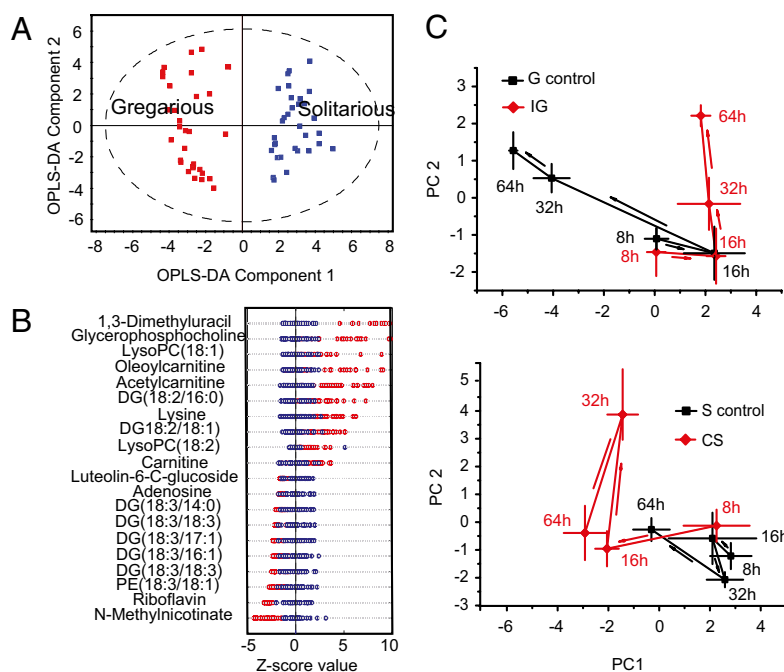 A
OPLS-DA Component 2
6
4
2
0
-2
-4
-6
Gregarious
Solitarious
-8 -4 -2 0 2 4 6 8
OPLS-DA Component 1
B
1,3-Dimethyluracil
Glycerophosphocholine
LysoPC(18:1)
Oleoylcarnitine
Acetylcarnitine
DG(18:2/16:0)
Lysine
DG18:2/18:1)
LysoPC(18:2)
Carnitine
Luteolin-6-C-glucoside
Adenosine
DG(18:3/14:0)
DG(18:3/18:3)
DG(18:3/17:1)
DG(18:3/16:1)
DG(18:3/18:3)
PE(18:3/18:1)
Riboflavin
N-Methylnicotinate
-5 0 5 10
Z-score value
C
PC 2
3
2
1
0
-1
-2
G control
IG
64h
32h
64h
32h
8h
8h
16h
16h
-6 -4 -2 0 2 4
PC 2
5
4
3
2
1
0
-1
-2
-3
S control
CS
32h
64h
8h
16h
64h
16h
8h
32h
-6 -4 -2 0 2 4
PC1